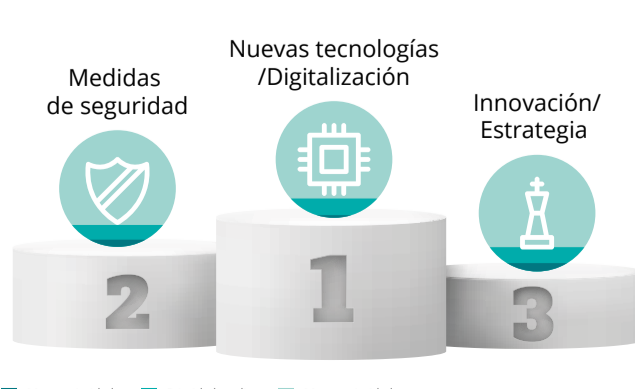 Nuevas tecnologías
/Digitalización
Medidas
de seguridad
Innovación/
Estrategia
2
1
3